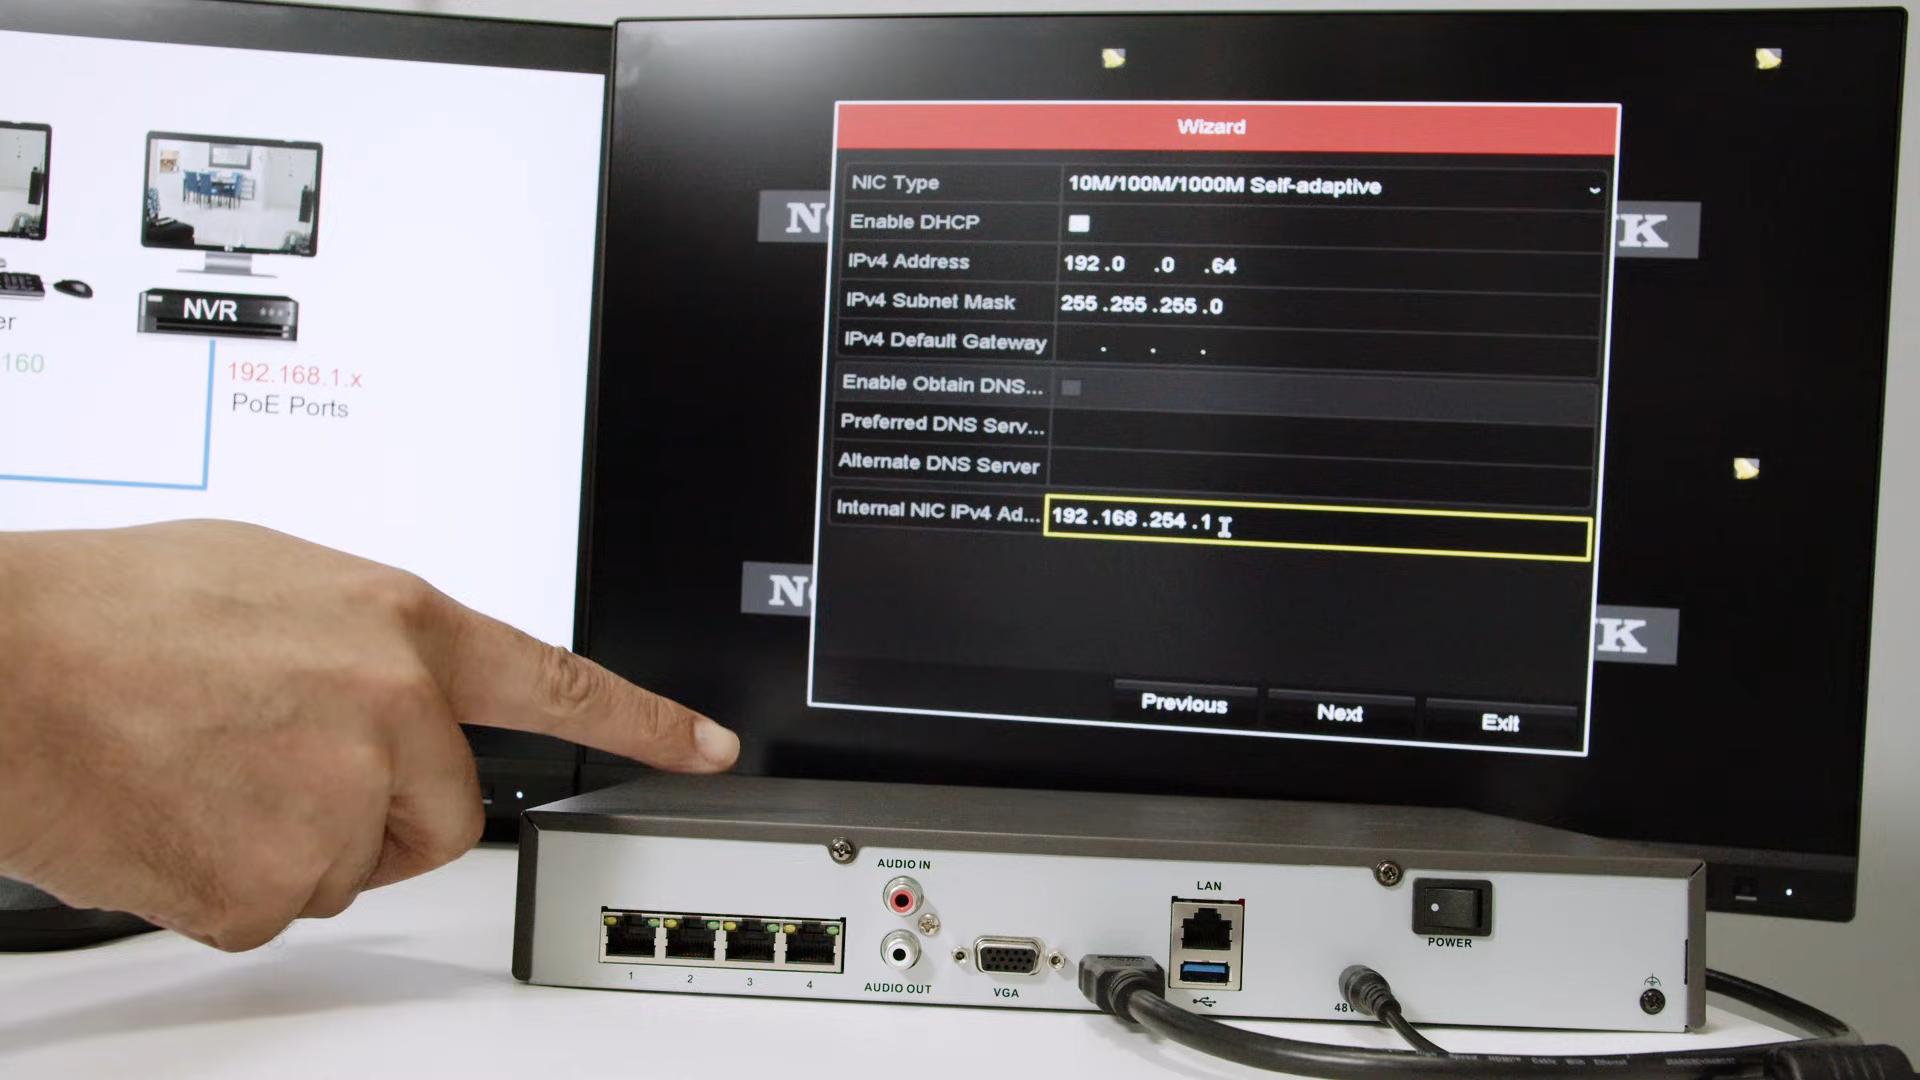 NVR
er
160
192.168.1.x
PoE Ports
Wizard
NIC Type
10M/100M/1000M Self-adaptive
Enable DHCP
IPv4 Address
192 .0 .0 .64
IPv4 Subnet Mask
255 .255 .255 .0
IPv4 Default Gateway
. . .
Enable Obtain DNS...
Preferred DNS Serv...
Alternate DNS Server
Internal NIC IPv4 Ad...
192 .168 .254 .1
N
K
N
K
Previous
Next
Exit
AUDIO IN
LAN
POWER
1
2
3
4
AUDIO OUT
VGA
48V